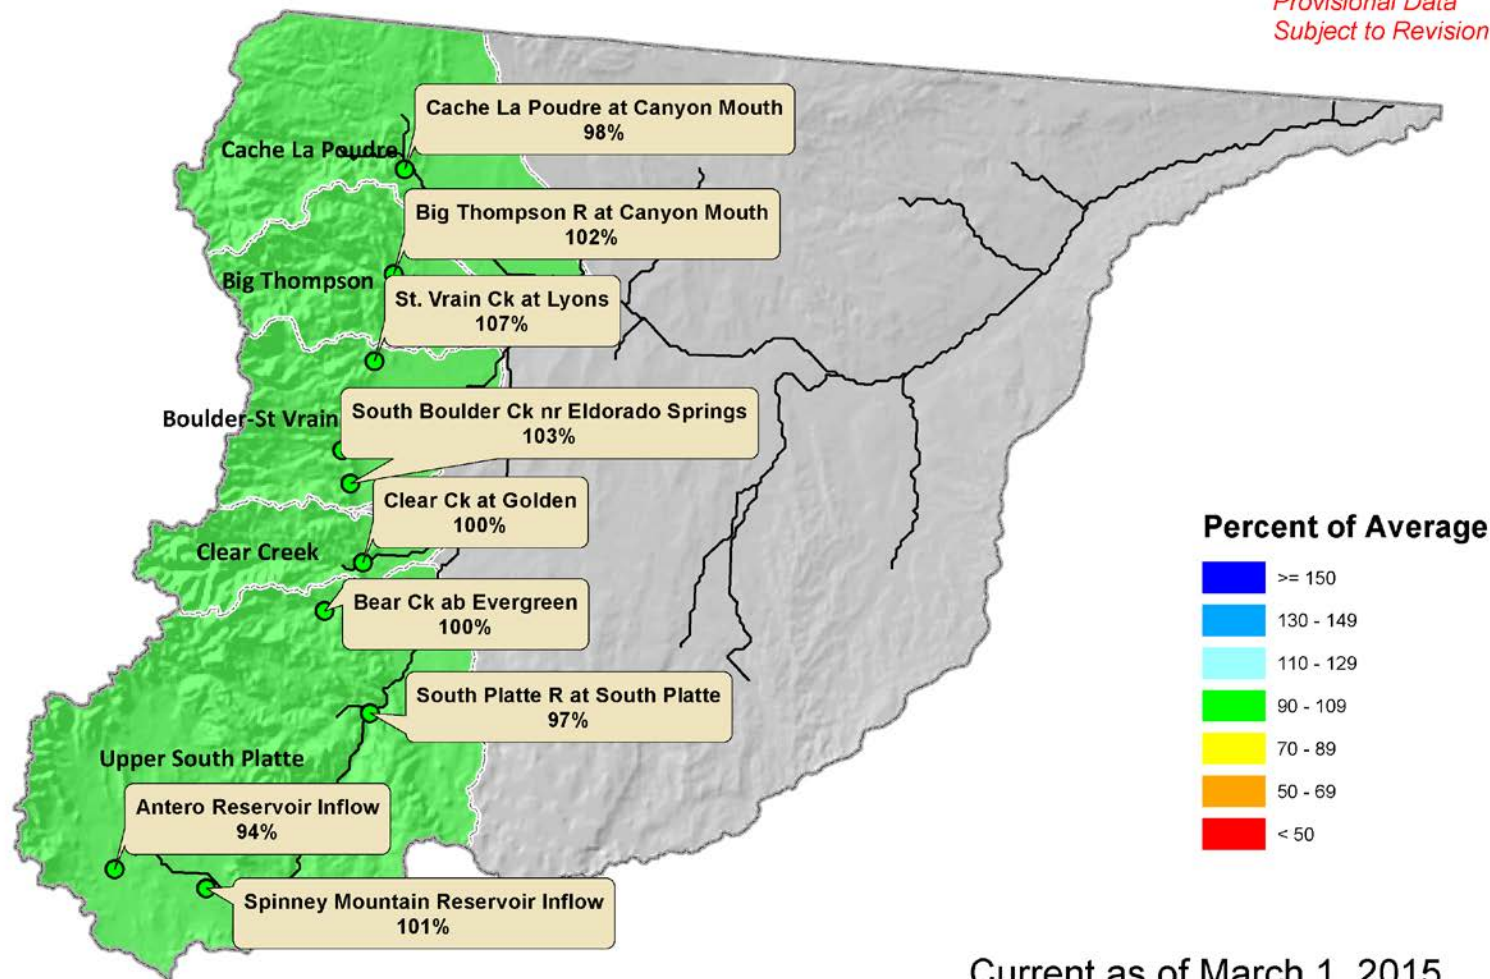 Provisional Data
Subject to Revision
Cache La Poudre at Canyon Mouth
98%
Cache La Poudre
Big Thompson R at Canyon Mouth
102%
Big Thompson
St. Vrain Ck at Lyons
107%
Boulder-St Vrain
South Boulder Ck nr Eldorado Springs
103%
Clear Ck at Golden
100%
Clear Creek
Bear Ck ab Evergreen
100%
South Platte R at South Platte
97%
Upper South Platte
Antero Reservoir Inflow
94%
Spinney Mountain Reservoir Inflow
101%
Percent of Average
>= 150
130 - 149
110 - 129
90 - 109
70 - 89
50 - 69
< 50
Current as of March 1, 2015